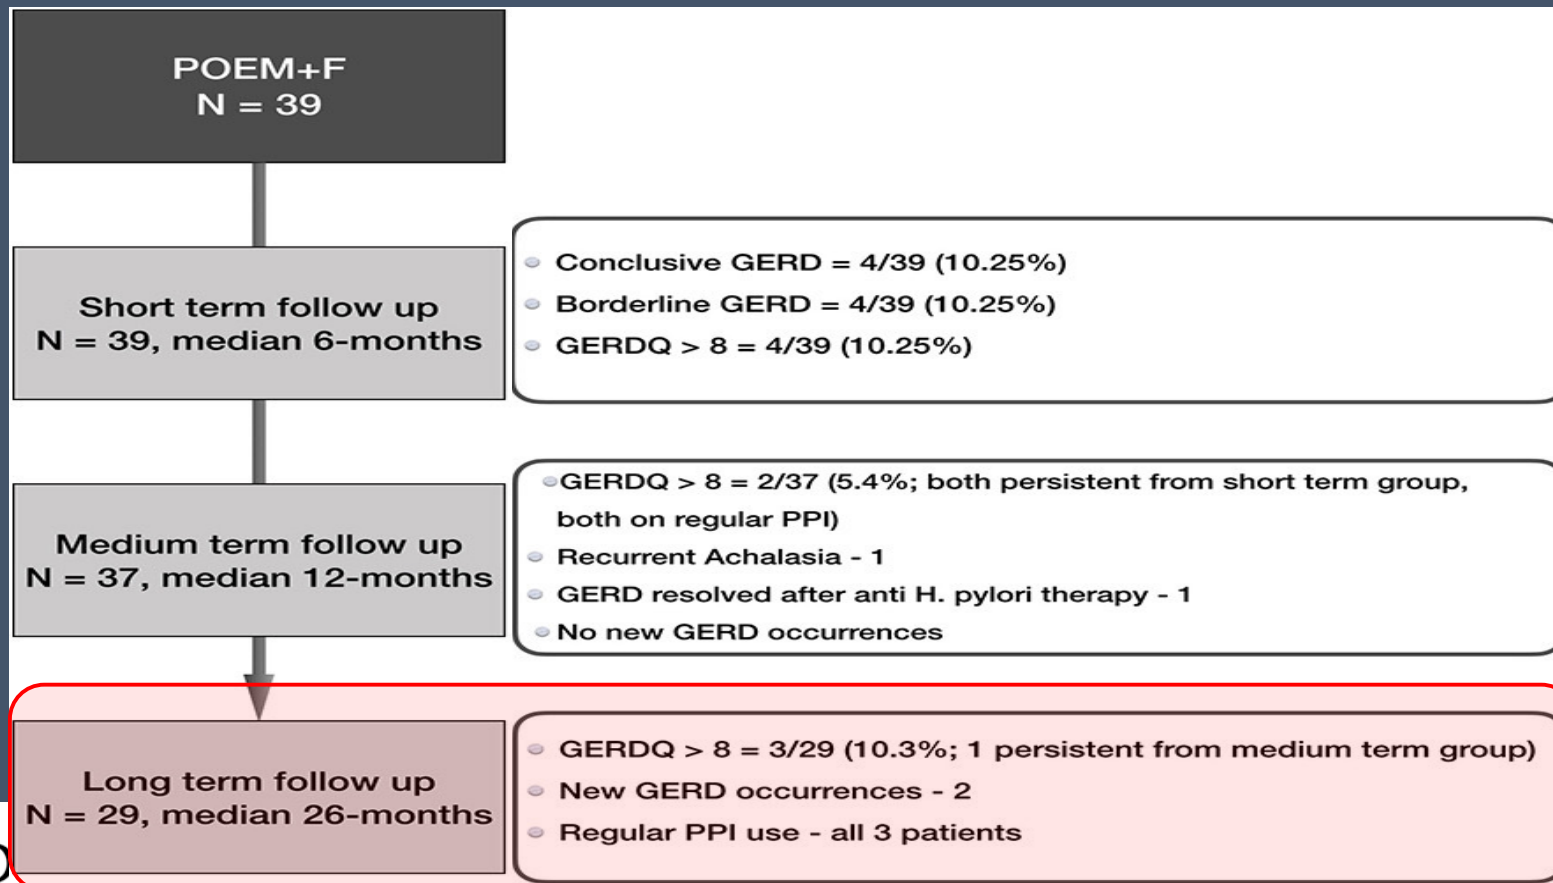 POEM+F
N = 39
Short term follow up
N = 39, median 6-months
Conclusive GERD = 4/39 (10.25%)
Borderline GERD = 4/39 (10.25%)
GERDQ > 8 = 4/39 (10.25%)
Medium term follow up
N = 37, median 12-months
GERDQ > 8 = 2/37 (5.4%; both persistent from short term group,
both on regular PPI)
Recurrent Achalasia - 1
GERD resolved after anti H. pylori therapy - 1
No new GERD occurrences
Long term follow up
N = 29, median 26-months
GERDQ > 8 = 3/29 (10.3%; 1 persistent from medium term group)
New GERD occurrences - 2
Regular PPI use - all 3 patients